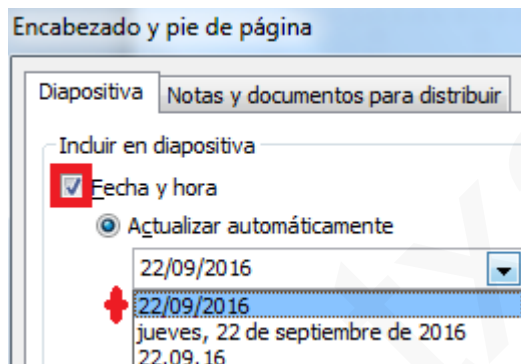 Encabezado y pie de página
Diapositiva Notas y documentos para distribuir
Incluir en diapositiva
Fecha y hora
Actualizar automáticamente
22/09/2016
22/09/2016
jueves, 22 de septiembre de 2016
22.09.16